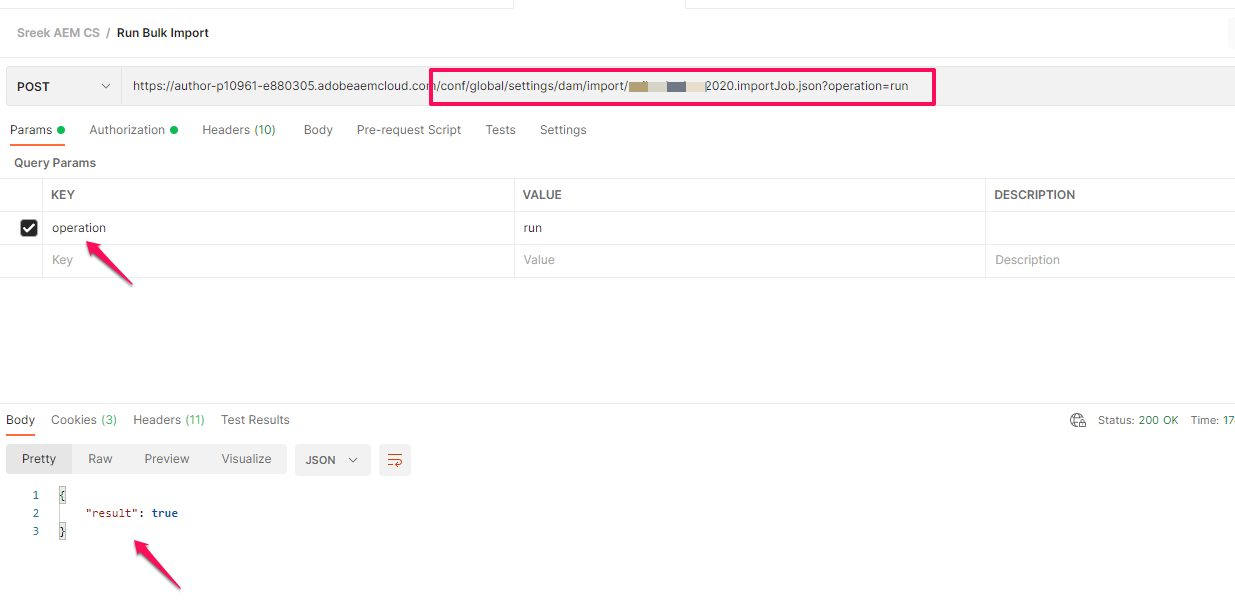 Sreek AEM CS / Run Bulk Import
POST https://author-p10961-e880305.adobeaemcloud.com/conf/global/settings/dam/import/ 2020.importJob.json?operation=run
Params Authorization Headers (10) Body Pre-request Script Tests Settings
Query Params
KEY VALUE DESCRIPTION
operation run
Key Value Description
Body Cookies (3) Headers (11) Test Results Status: 200 OK Time: 17
Pretty Raw Preview Visualize JSON
1 {
2 "result": true
3 }